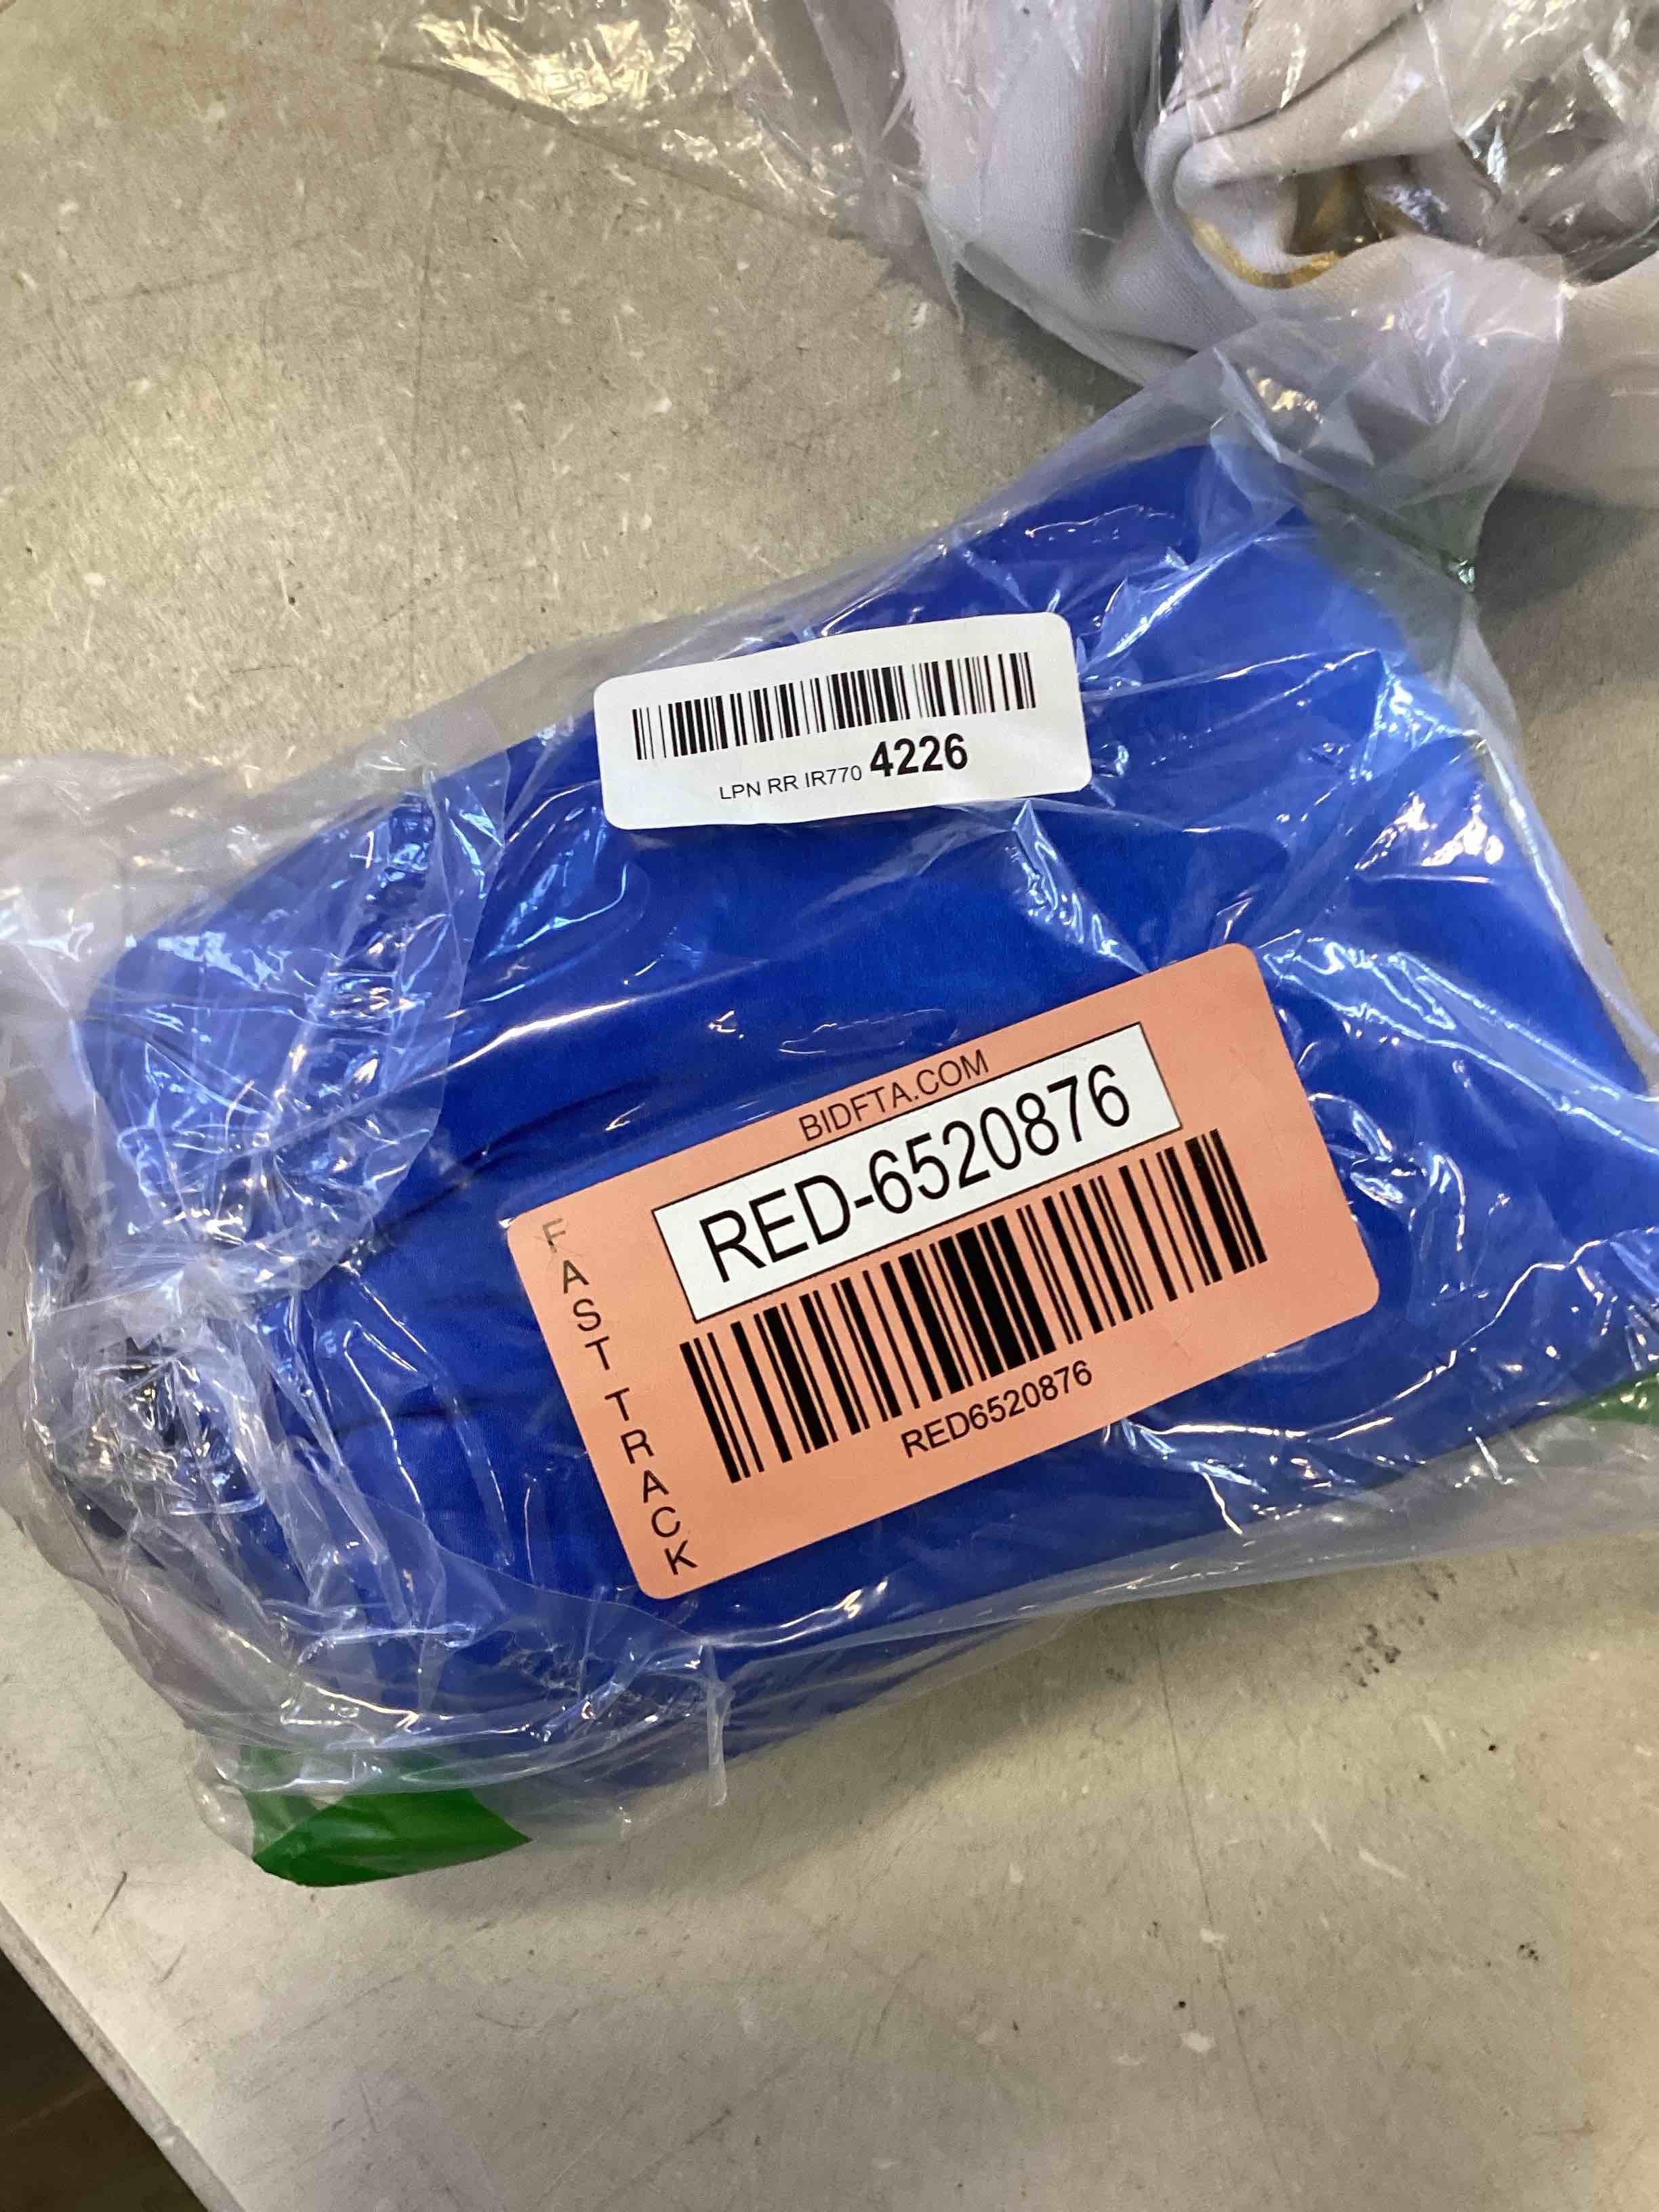 LPN RR IR770 4226
BIDFTA.COM
RED-6520876
FAST TRACK
RED6520876